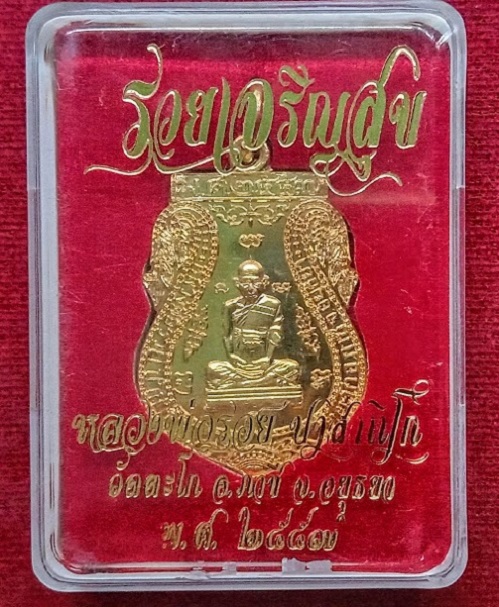 รวยเจริญสุข
หลวงพ่อรวย ปาสาทิโก
วัดตะโก อ.ภาชี จ.อยุธยา
พ.ศ. ๒๕๕๗